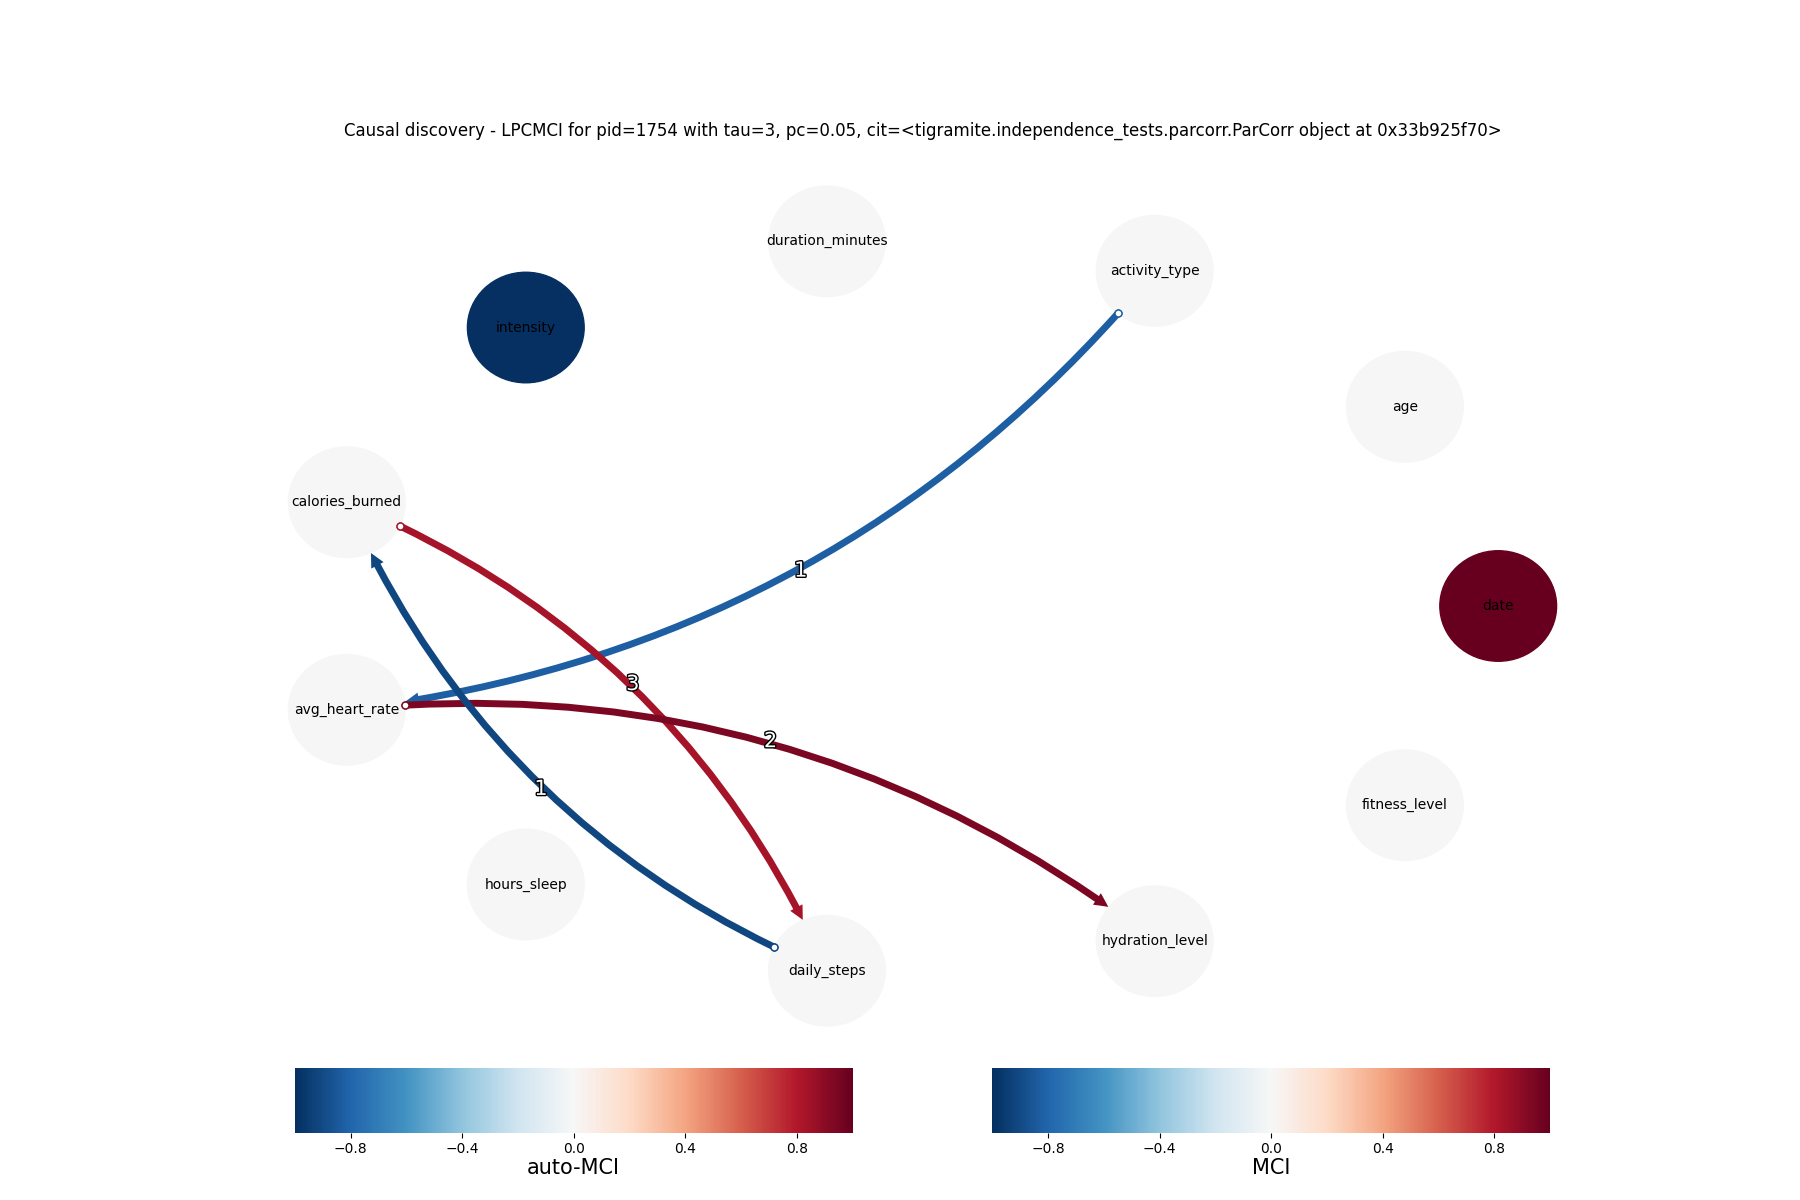 Causal discovery - LPCMCI for pid=1754 with tau=3, pc=0.05, cit=<tigramite.independence_tests.parcorr.ParCorr object at 0x33b925f70>
duration_minutes
activity_type
intensity
age
calories_burned
1
date
3
avg_heart_rate
2
1
fitness_level
hours_sleep
hydration_level
daily_steps
−0.8 −0.4 0.0 0.4 0.8
auto-MCI
−0.8 −0.4 0.0 0.4 0.8
MCI